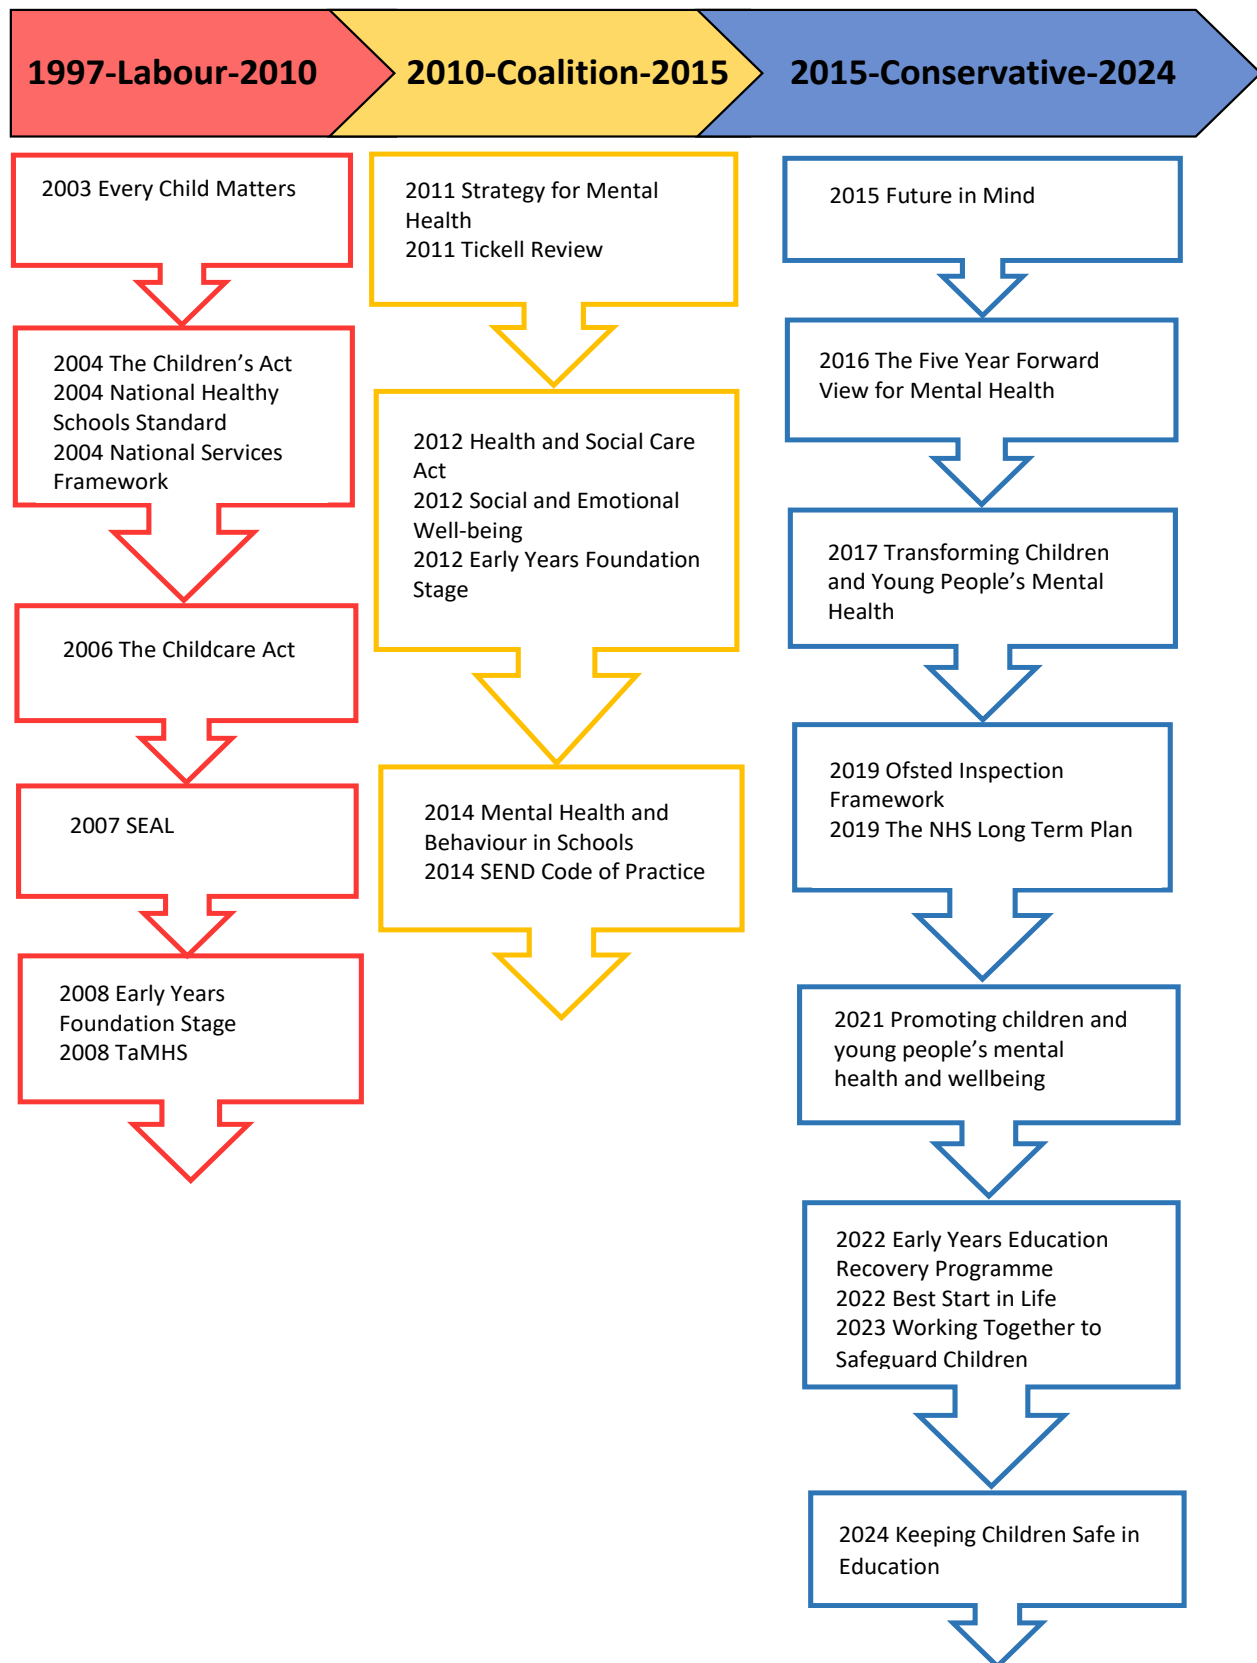 1997-Labour-2010
2010-Coalition-2015
2015-Conservative-2024
2003 Every Child Matters
2004 The Children’s Act
2004 National Healthy
Schools Standard
2004 National Services
Framework
2006 The Childcare Act
2007 SEAL
2008 Early Years
Foundation Stage
2008 TaMHS
2011 Strategy for Mental
Health
2011 Tickell Review
2012 Health and Social Care
Act
2012 Social and Emotional
Well-being
2012 Early Years Foundation
Stage
2014 Mental Health and
Behaviour in Schools
2014 SEND Code of Practice
2015 Future in Mind
2016 The Five Year Forward
View for Mental Health
2017 Transforming Children
and Young People’s Mental
Health
2019 Ofsted Inspection
Framework
2019 The NHS Long Term Plan
2021 Promoting children and
young people’s mental
health and wellbeing
2022 Early Years Education
Recovery Programme
2022 Best Start in Life
2023 Working Together to
Safeguard Children
2024 Keeping Children Safe in
Education